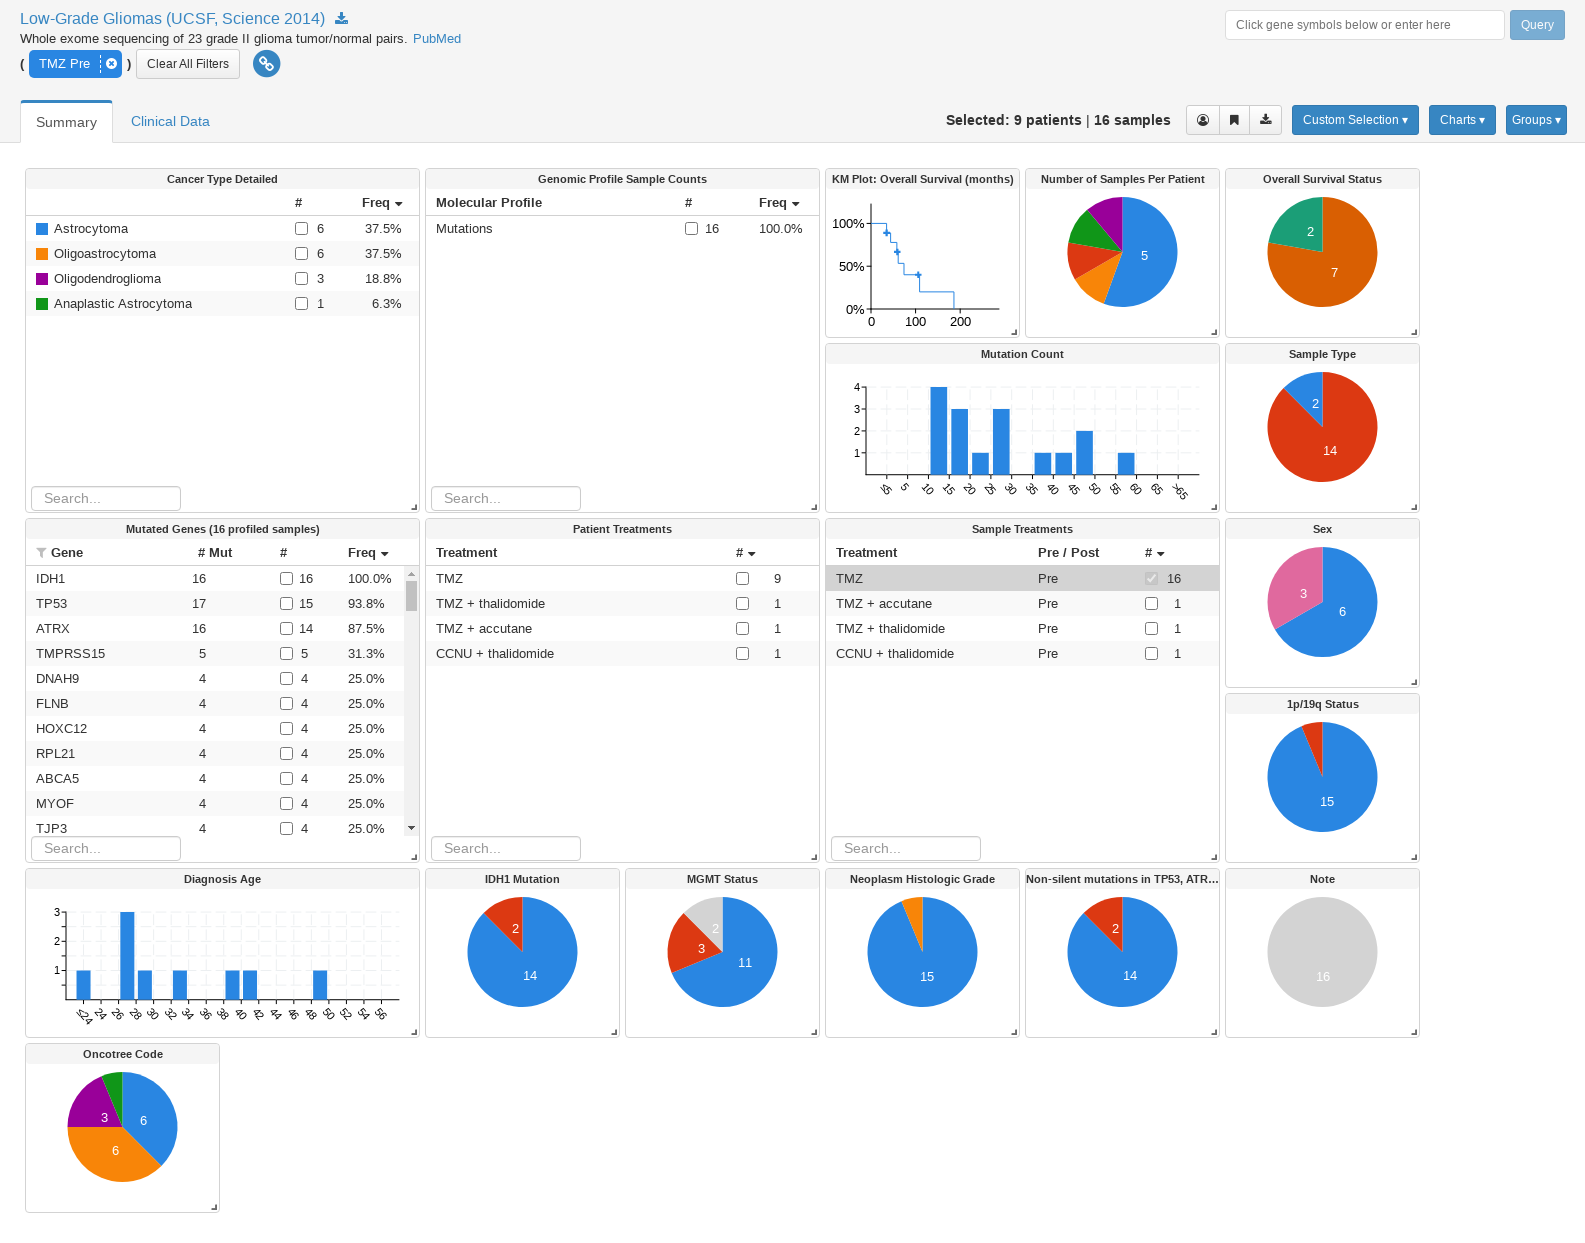 Low-Grade Gliomas (UCSF, Science 2014)
Click gene symbols below or enter here
Query
Whole exome sequencing of 23 grade II glioma tumor/normal pairs. PubMed
( TMZ Pre ) Clear All Filters
Summary
Clinical Data
Selected: 9 patients | 16 samples
Custom Selection ▾
Charts ▾
Groups ▾
Cancer Type Detailed
# Freq
Astrocytoma 6 37.5%
Oligoastrocytoma 6 37.5%
Oligodendroglioma 3 18.8%
Anaplastic Astrocytoma 1 6.3%
Search...
Genomic Profile Sample Counts
Molecular Profile # Freq
Mutations 16 100.0%
Search...
KM Plot: Overall Survival (months)
100%
50%
0%
0 100 200
Number of Samples Per Patient
5
Overall Survival Status
2
7
Mutation Count
4
3
2
1
≤5 5 10 15 20 25 30 35 40 45 50 55 60 65 >65
Sample Type
2
14
Mutated Genes (16 profiled samples)
Gene # Mut # Freq
IDH1 16 16 100.0%
TP53 17 15 93.8%
ATRX 16 14 87.5%
TMPRSS15 5 5 31.3%
DNAH9 4 4 25.0%
FLNB 4 4 25.0%
HOXC12 4 4 25.0%
RPL21 4 4 25.0%
ABCA5 4 4 25.0%
MYOF 4 4 25.0%
TJP3 4 4 25.0%
Search...
Patient Treatments
Treatment #
TMZ 9
TMZ + thalidomide 1
TMZ + accutane 1
CCNU + thalidomide 1
Search...
Sample Treatments
Treatment Pre / Post #
TMZ Pre 16
TMZ + accutane Pre 1
TMZ + thalidomide Pre 1
CCNU + thalidomide Pre 1
Search...
Sex
3
6
1p/19q Status
15
Diagnosis Age
3
2
1
≤24 24 26 28 30 32 34 36 38 40 42 44 46 48 50 52 54 56
IDH1 Mutation
2
14
MGMT Status
2
3
11
Neoplasm Histologic Grade
15
Non-silent mutations in TP53, ATR...
2
14
Note
16
Oncotree Code
3
6
6